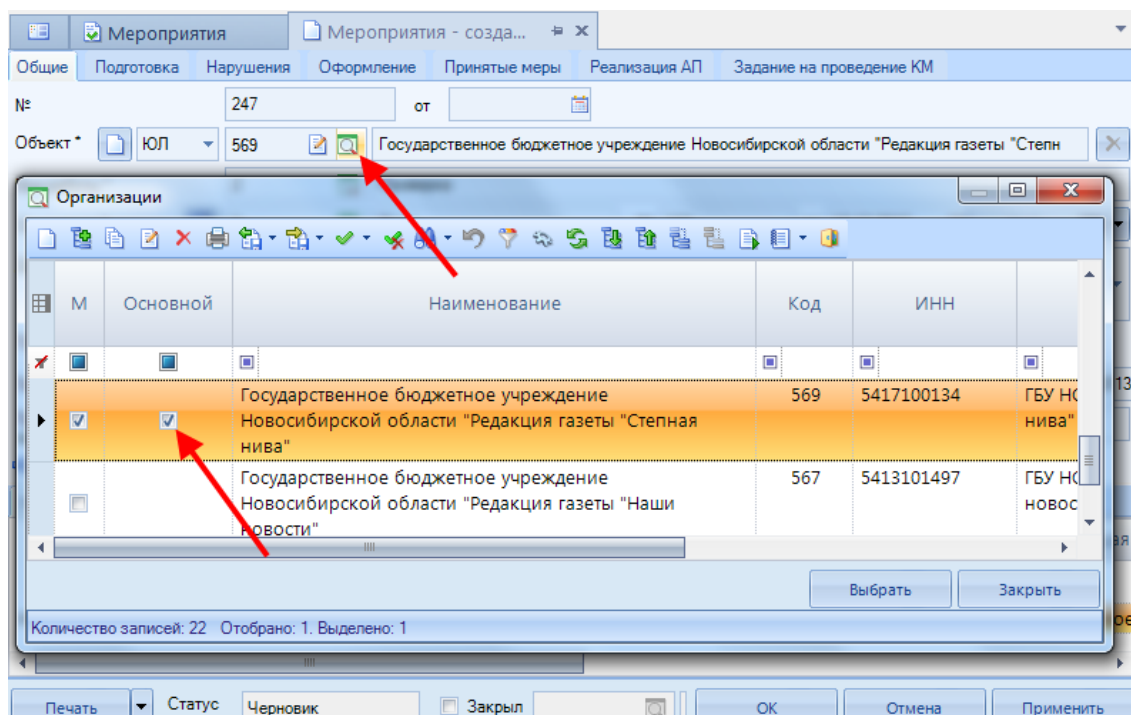 Мероприятия
Мероприятия - созда...
Общие Подготовка Нарушения Оформление Принятые меры Реализация АП Задание на проведение КМ
№ 247 от
Объект * ЮЛ 569 Государственное бюджетное учреждение Новосибирской области "Редакция газеты "Степн
Организации
М Основной Наименование Код ИНН
Государственное бюджетное учреждение 569 5417100134 ГБУ НО
Новосибирской области "Редакция газеты "Степная нива"
нива"
Государственное бюджетное учреждение 567 5413101497 ГБУ НО
Новосибирской области "Редакция газеты "Наши новос
новости"
Выбрать Закрыть
Количество записей: 22 Отобрано: 1. Выделено: 1
Печать Статус Черновик Закрыл ОК Отмена Применить